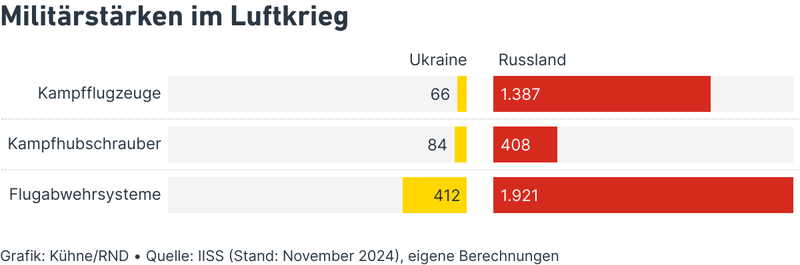 Militärstärken im Luftkrieg
Ukraine Russland
Kampfflugzeuge 66 1.387
Kampfhubschrauber 84 408
Flugabwehrsysteme 412 1.921
Grafik: Kühne/RND • Quelle: IISS (Stand: November 2024), eigene Berechnungen